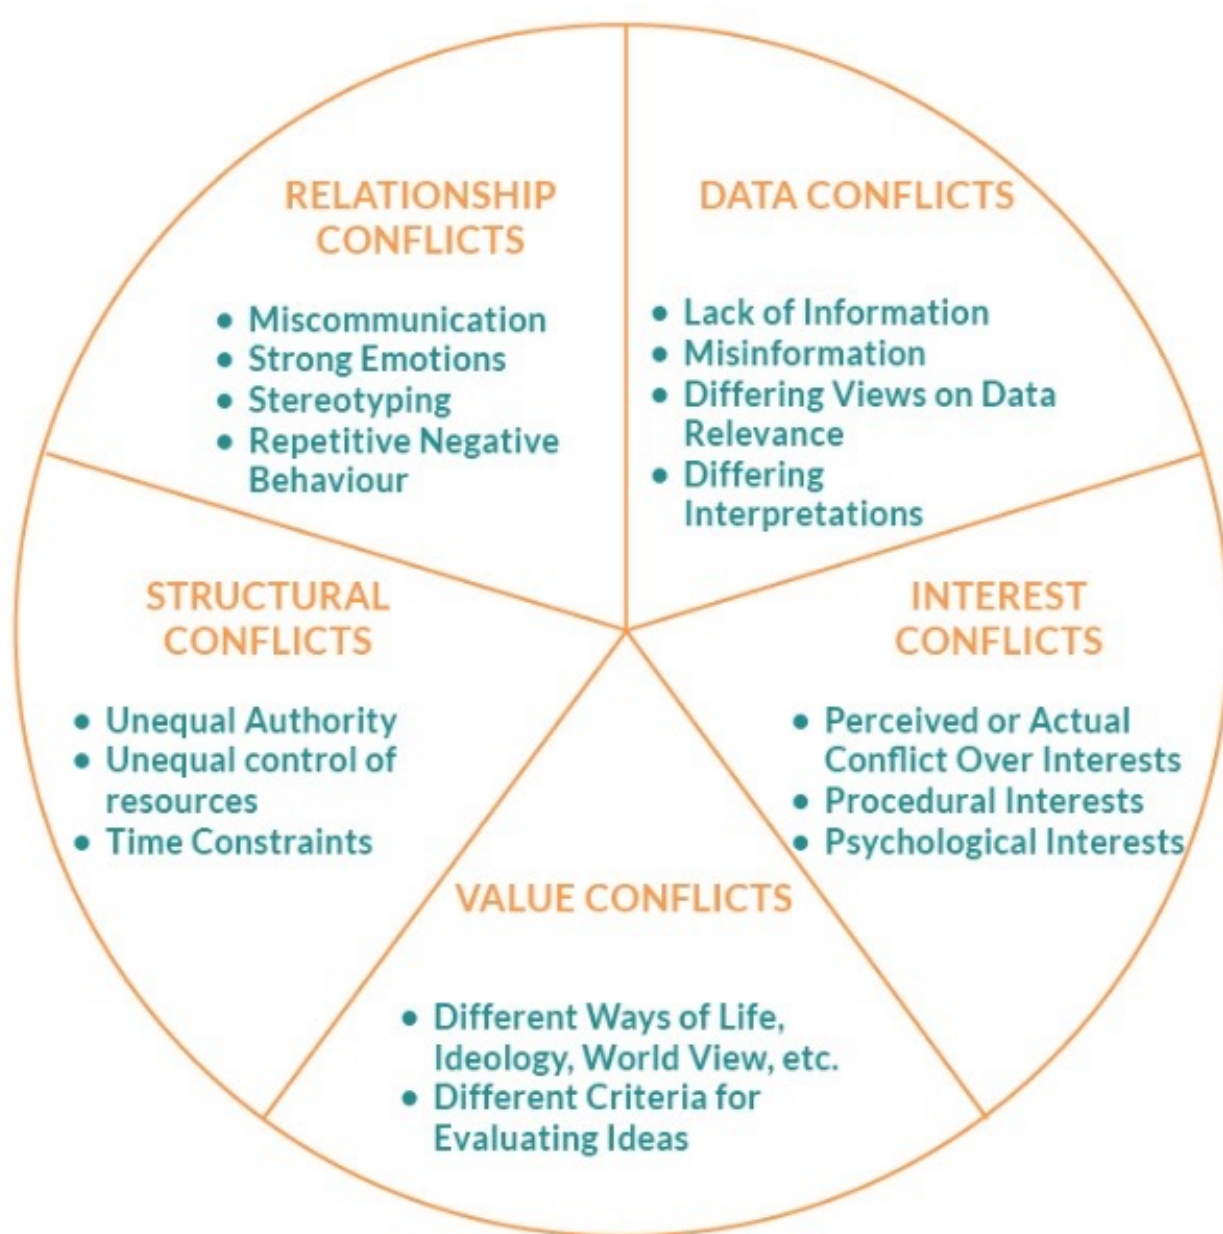 RELATIONSHIP
CONFLICTS
• Miscommunication
• Strong Emotions
• Stereotyping
• Repetitive Negative
Behaviour
DATA CONFLICTS
• Lack of Information
• Misinformation
• Differing Views on Data
Relevance
• Differing
Interpretations
STRUCTURAL
CONFLICTS
• Unequal Authority
• Unequal control of
resources
• Time Constraints
INTEREST
CONFLICTS
• Perceived or Actual
Conflict Over Interests
• Procedural Interests
• Psychological Interests
VALUE CONFLICTS
• Different Ways of Life,
Ideology, World View, etc.
• Different Criteria for
Evaluating Ideas